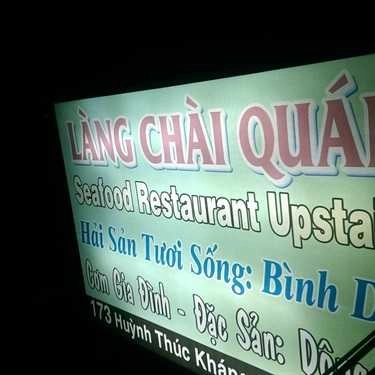 LÀNG CHÀI QUÁN
Seafood Restaurant Upstai
Hải Sản Tươi Sống: Bình
Cơm Gia Đình - Đặc Sản:
173 Huỳnh Thúc Kháng